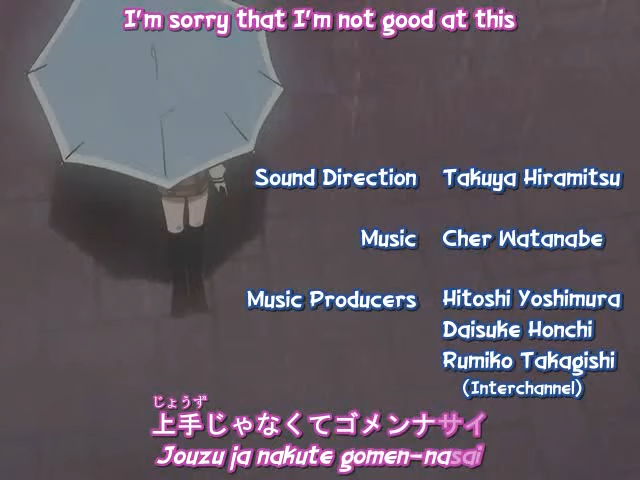 I'm sorry that I'm not good at this
Sound Direction Takuya Hiramitsu
Music Cher Watanabe
Music Producers Hitoshi Yoshimura
Daisuke Honchi
Rumiko Takagishi
(Interchannel)
じょうず
上手じゃなくてゴメンナサイ
Jouzu ja nakute gomen-nasai